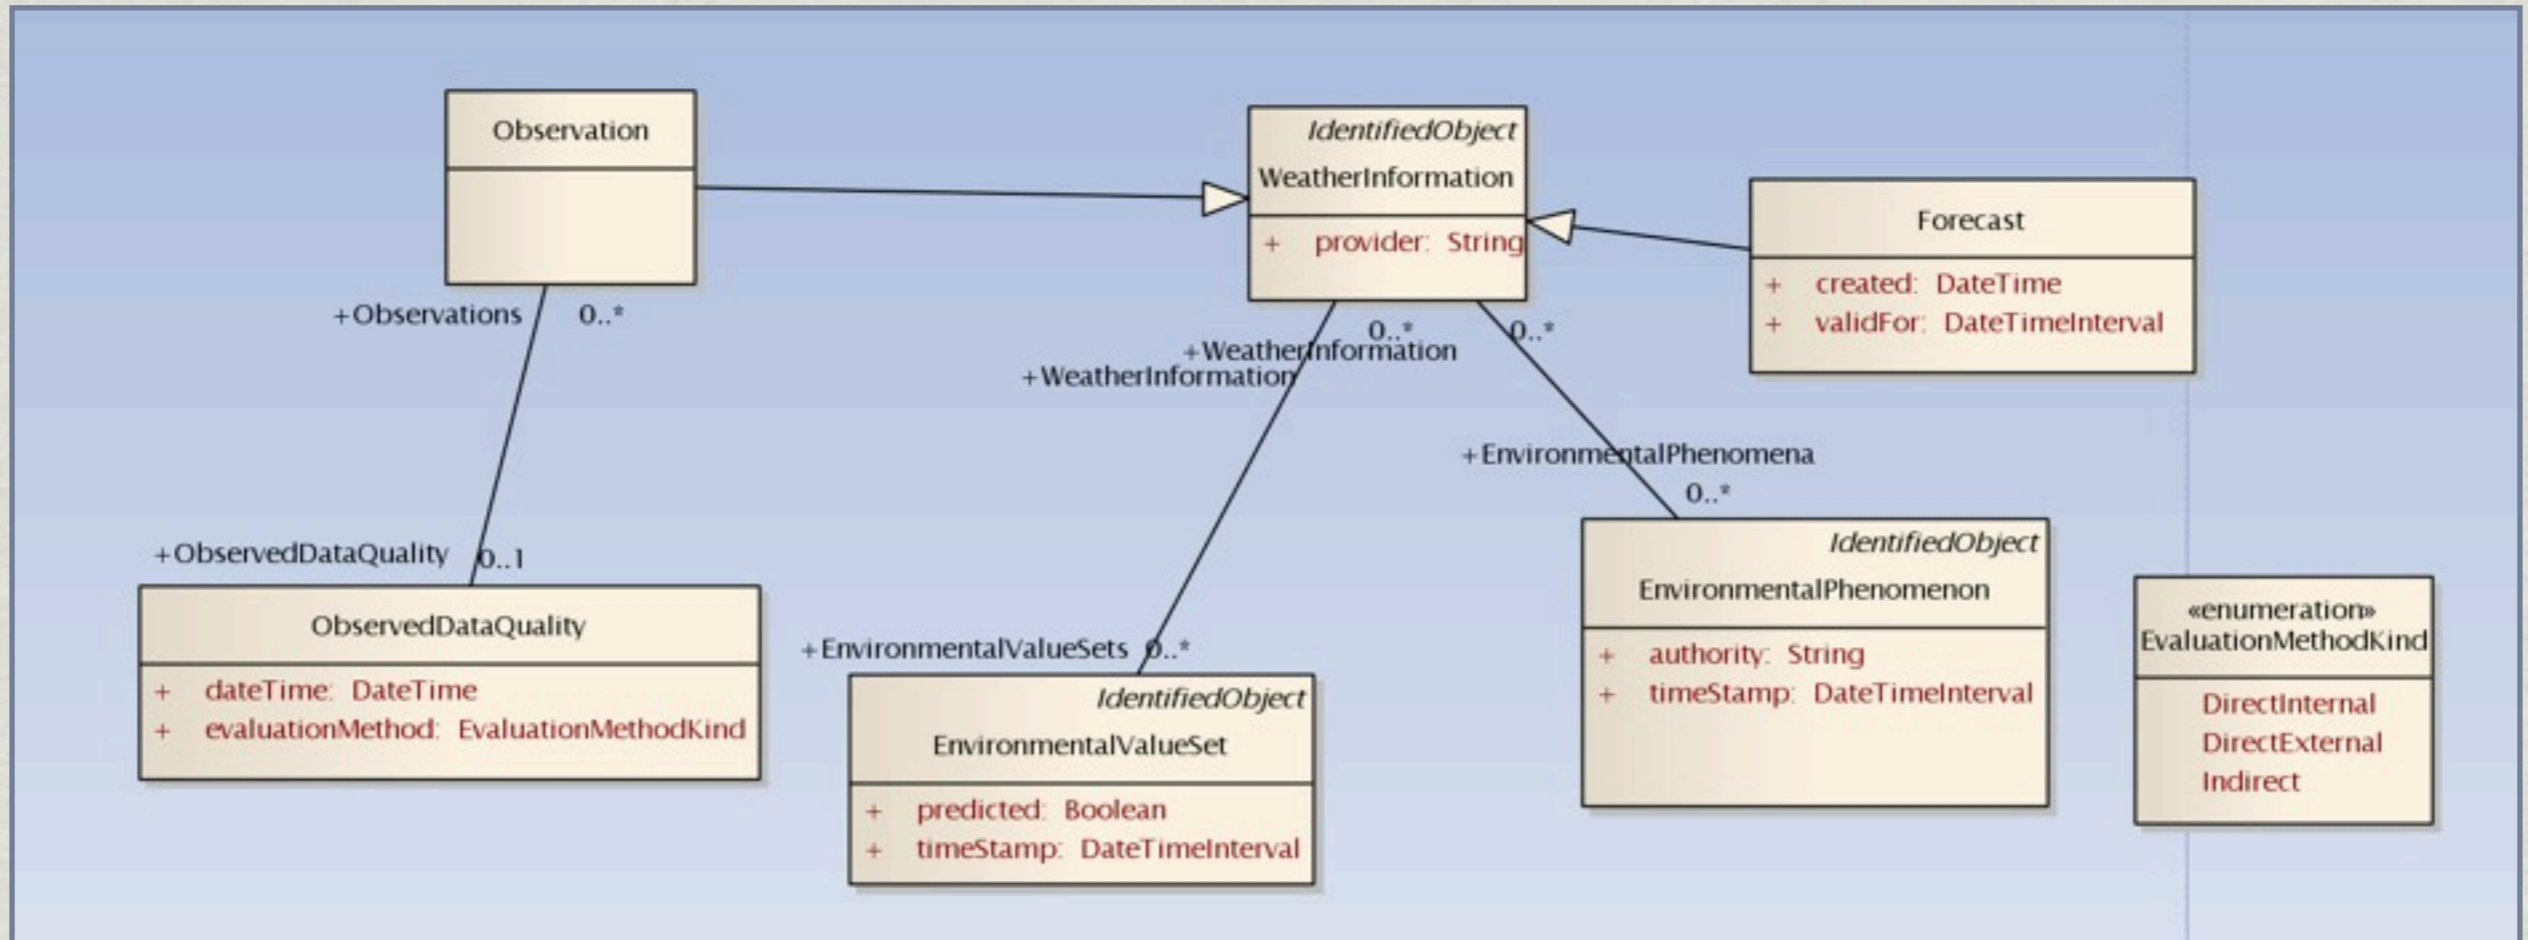 Observation
IdentifiedObject
WeatherInformation
+ provider: String
Forecast
+ created: DateTime
+ validFor: DateTimeInterval
+Observations 0..*
0..*
0..*
+WeatherInformation
+WeatherInformation
+EnvironmentalPhenomena
0..*
+ObservedDataQuality 0..1
ObservedDataQuality
+ dateTime: DateTime
+ evaluationMethod: EvaluationMethodKind
+EnvironmentalValueSets 0..*
IdentifiedObject
EnvironmentalValueSet
+ predicted: Boolean
+ timeStamp: DateTimeInterval
IdentifiedObject
EnvironmentalPhenomenon
+ authority: String
+ timeStamp: DateTimeInterval
«enumeration»
EvaluationMethodKind
DirectInternal
DirectExternal
Indirect